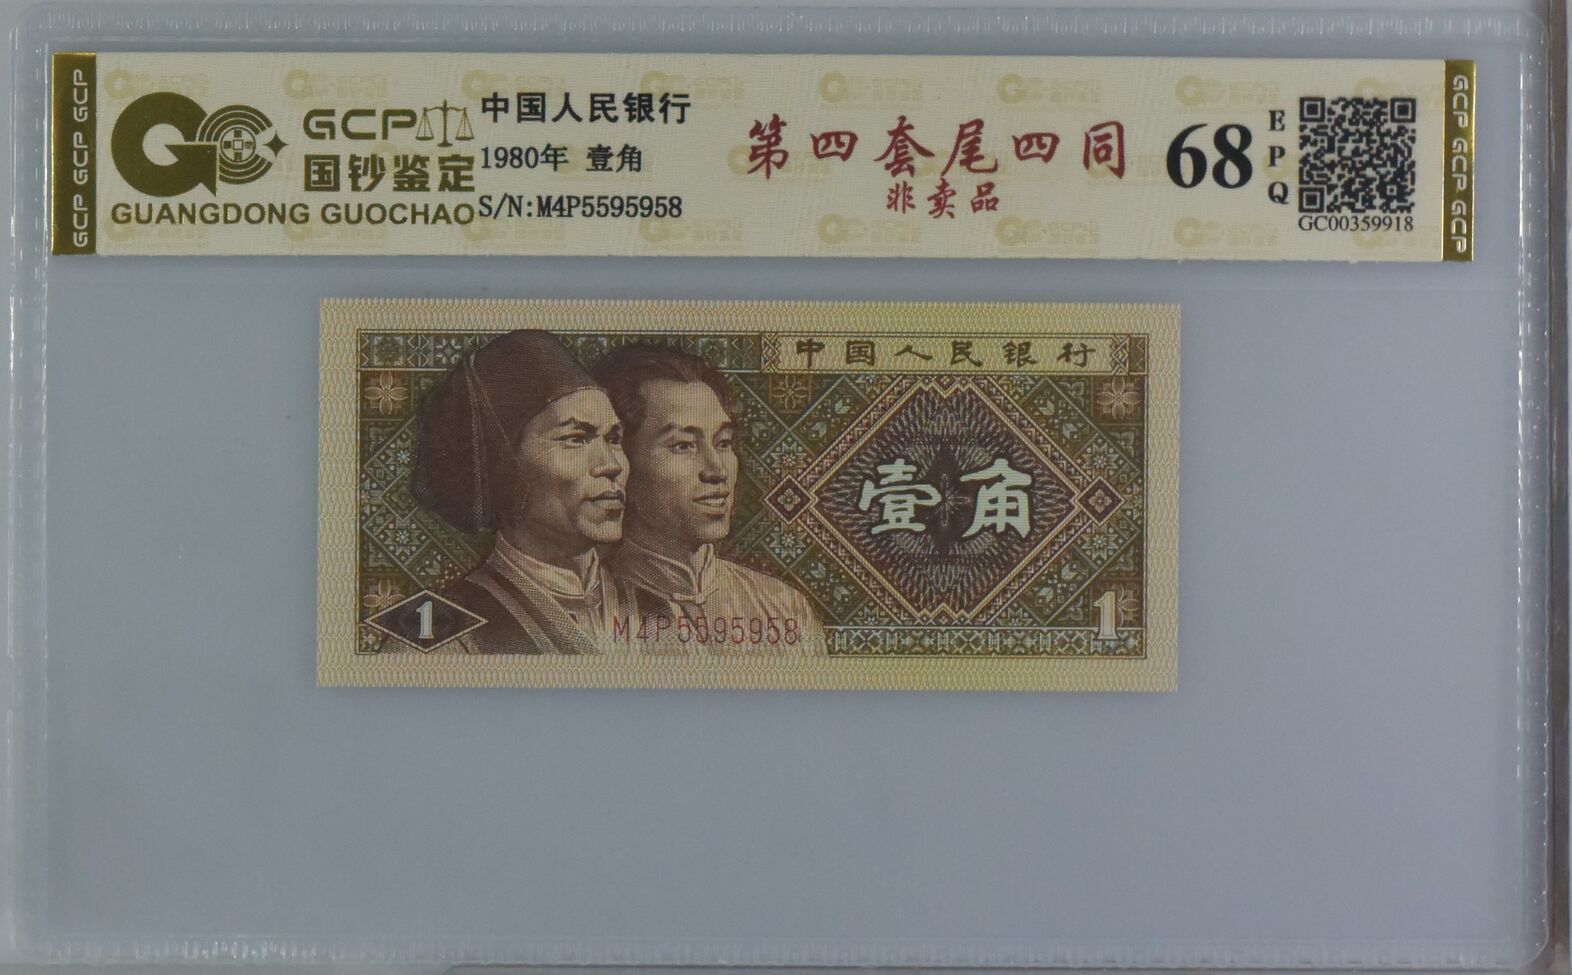 GCP GCP GCP
GCP
国钞鉴定
GUANGDONG GUOCHAO
中国人民银行
1980年 壹角
S/N:M4P5595958
第四套尾四同
非卖品
68
EPQ
GC00359918
GCP GCP GCP
中国人民银行
壹角
1
M4P5595958
1